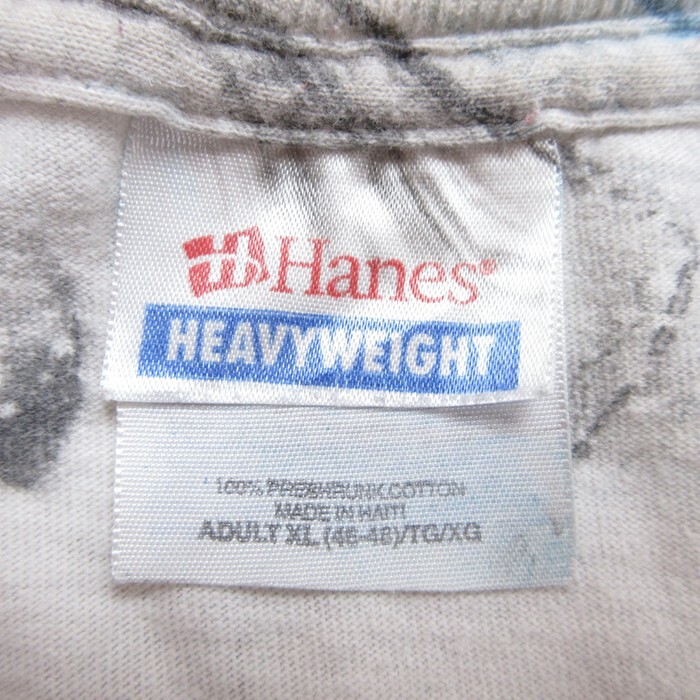 H Hanes®
HEAVYWEIGHT
100% PRESHRUNK COTTON
MADE IN HAITI
ADULT XL (46-48)/TG/XG